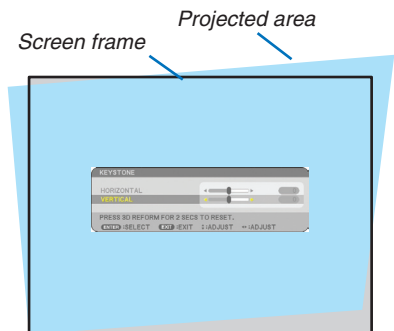 Projected area
Screen frame
KEYSTONE
HORIZONTAL
VERTICAL
PRESS 3D REFORM FOR 2 SECS TO RESET.
ENTER :SELECT EXIT :EXIT ↕:ADJUST ↔:ADJUST